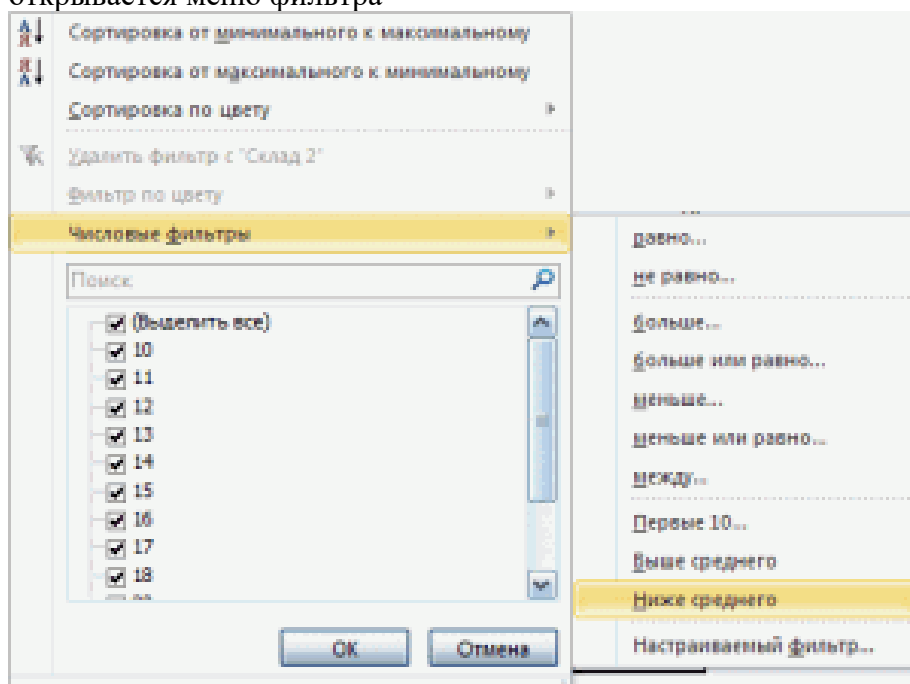 открывается меню фильтра
Сортировка от минимального к максимальному
Сортировка от максимального к минимальному
Сортировка по цвету
Удалить фильтр с "Склад 2"
Фильтр по цвету
Числовые фильтры
Поиск
(Выделить все)
10
11
12
13
14
15
16
17
18
ОК
Отмена
равно...
не равно...
больше...
больше или равно...
меньше...
меньше или равно...
между...
Первые 10...
Выше среднего
Ниже среднего
Настраиваемый фильтр...